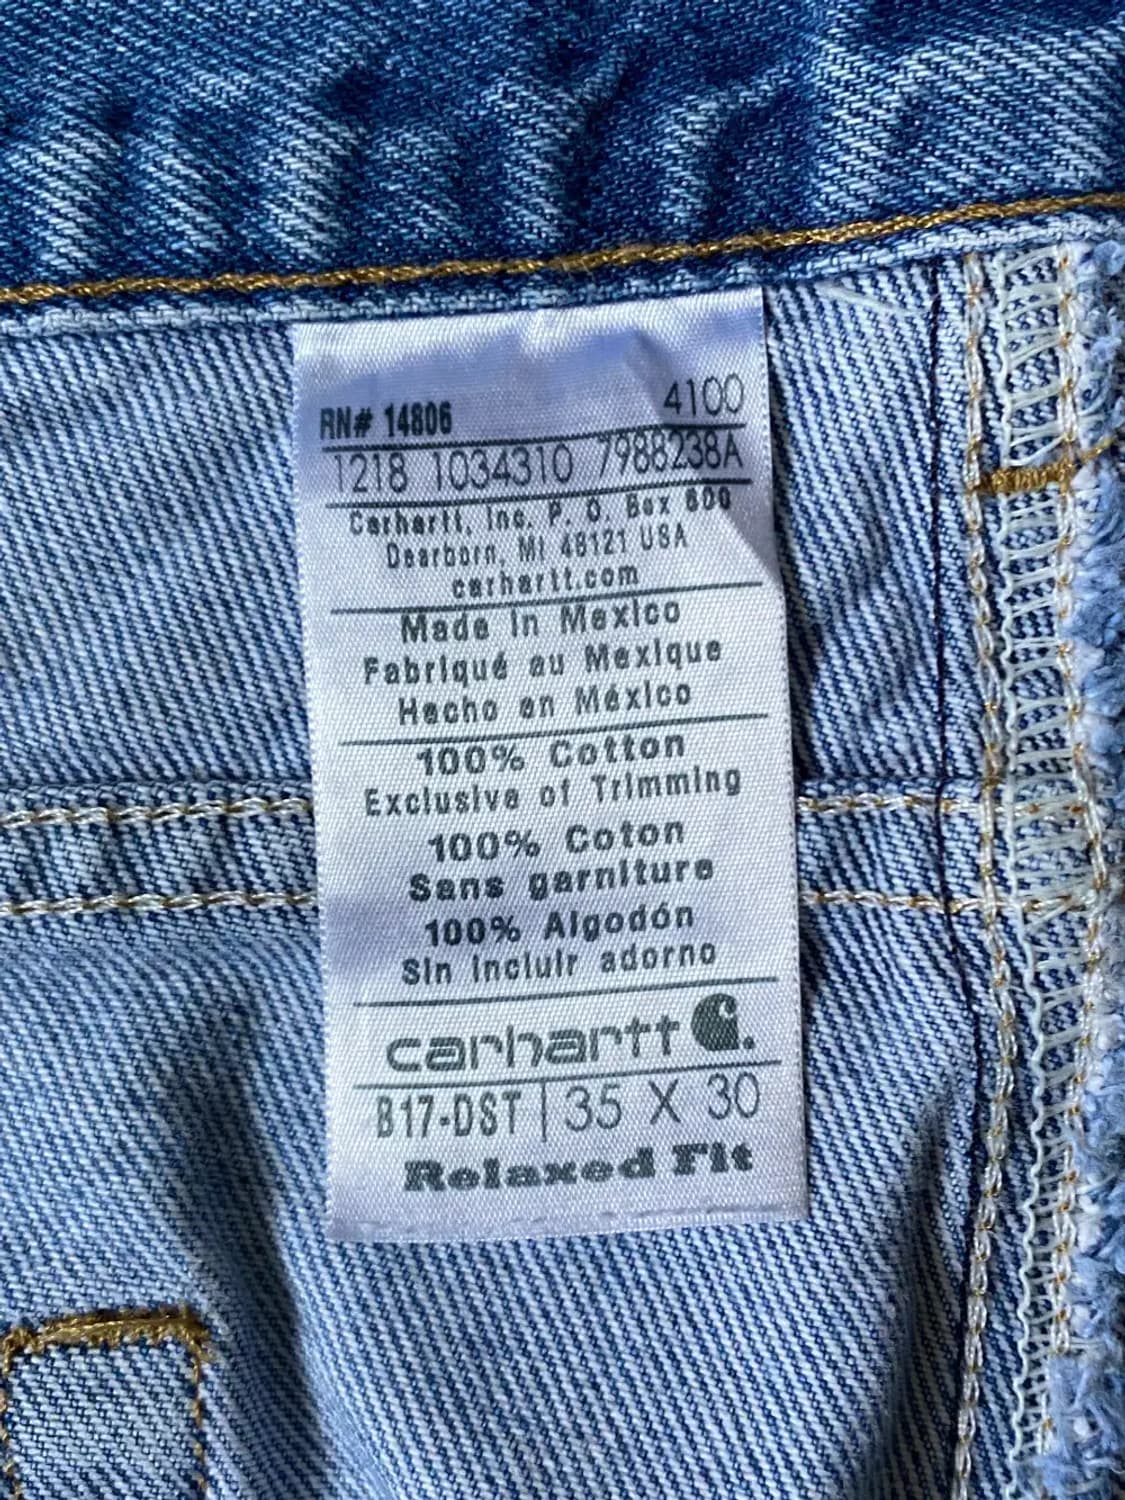 4100
RN# 14806
1218 1034310 7988238A
Carhartt, Inc. P. O. Box 600
Dearborn, MI 48121 USA
carhartt.com
Made in Mexico
Fabriqué au Mexique
Hecho en México
100% Cotton
Exclusive of Trimming
100% Coton
Sans garniture
100% Algodón
Sin incluir adorno
carhartt
B17-DST | 35 X 30
Relaxed Fit